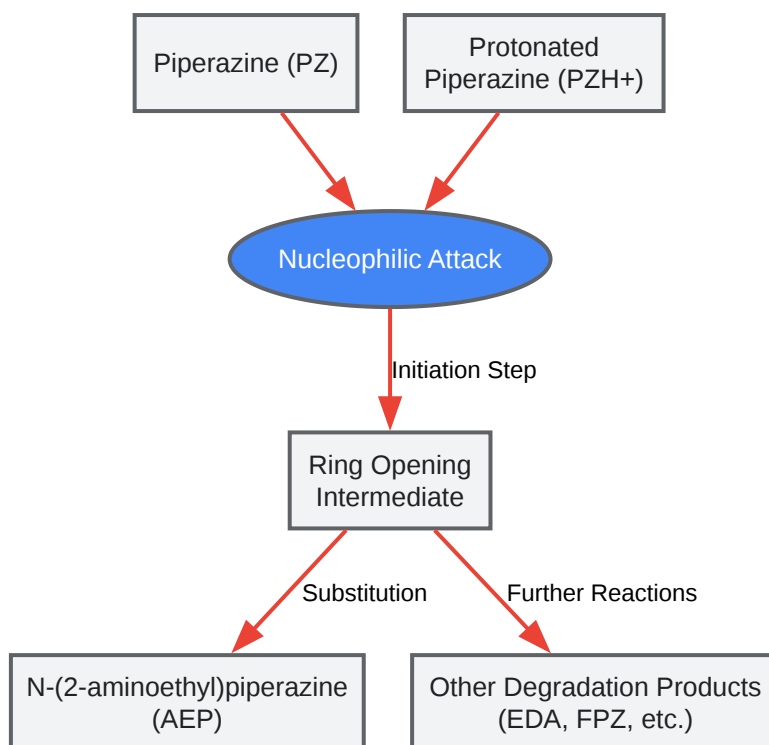 Piperazine (PZ)
Protonated
Piperazine (PZH+)
Nucleophilic Attack
Initiation Step
Ring Opening
Intermediate
Substitution
Further Reactions
N-(2-aminoethyl)piperazine
(AEP)
Other Degradation Products
(EDA, FPZ, etc.)